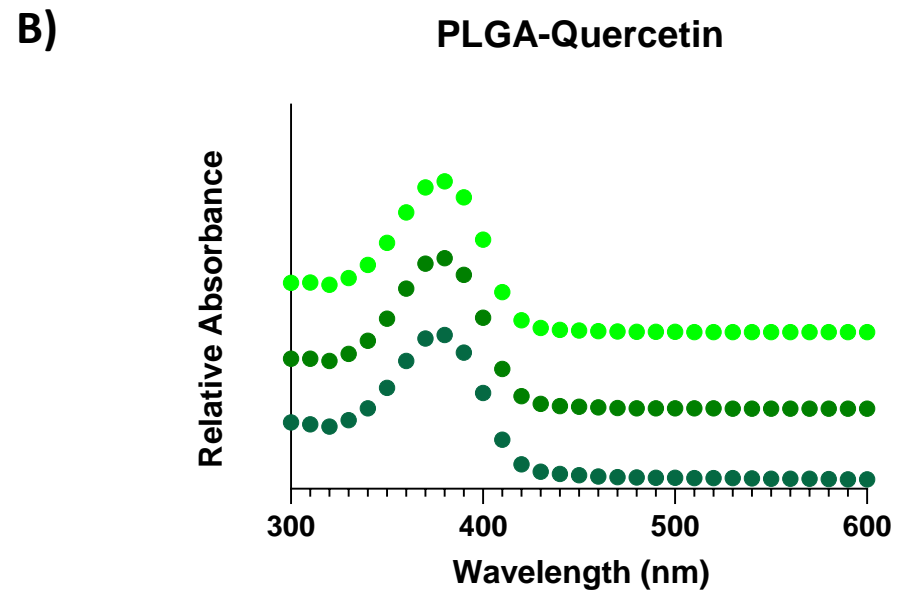 B)
PLGA-Quercetin
Relative Absorbance
300 400 500 600
Wavelength (nm)